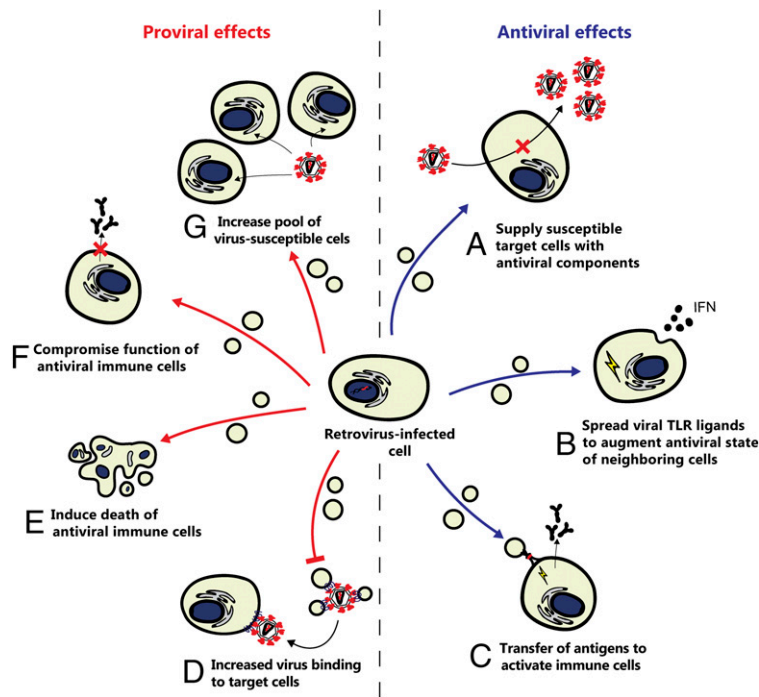 Proviral effects
Antiviral effects
G Increase pool of
virus-susceptible cels
A Supply susceptible
target cells with
antiviral components
F Compromise function of
antiviral immune cells
IFN
Retrovirus-infected
cell
B Spread viral TLR ligands
to augment antiviral state
of neighboring cells
E Induce death of
antiviral immune cells
D Increased virus binding
to target cells
C Transfer of antigens to
activate immune cells